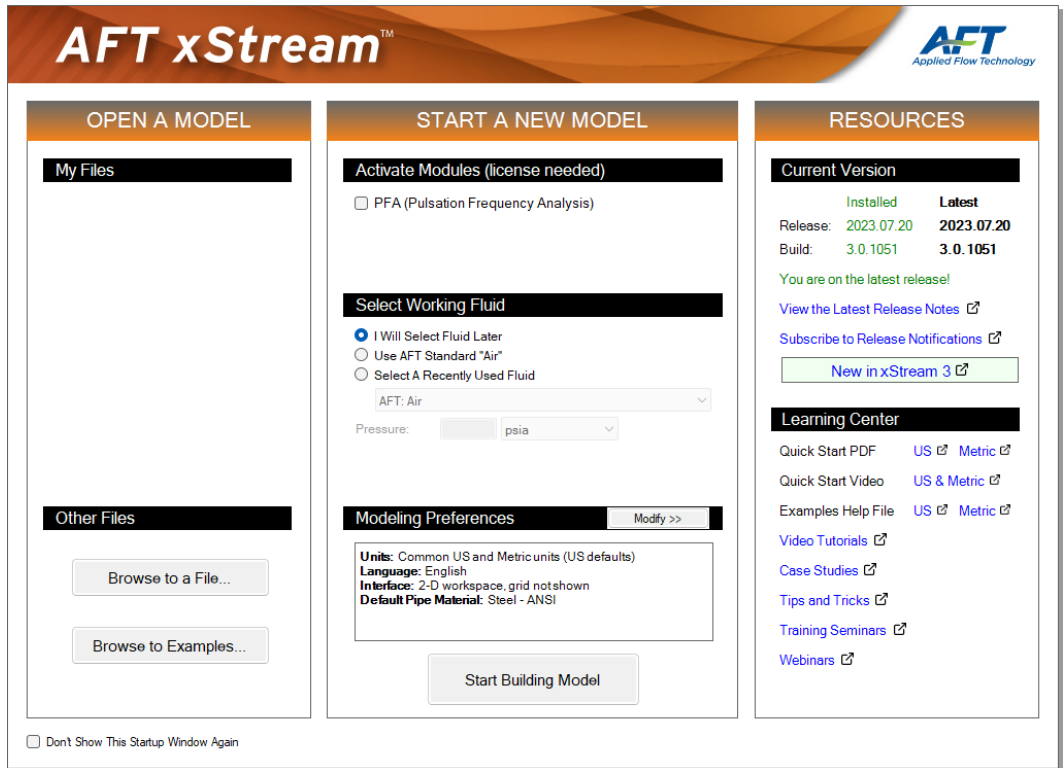 AFT xStream™
AFT
Applied Flow Technology
OPEN A MODEL
My Files
Other Files
Browse to a File...
Browse to Examples...
START A NEW MODEL
Activate Modules (license needed)
PFA (Pulsation Frequency Analysis)
Select Working Fluid
I Will Select Fluid Later
Use AFT Standard "Air"
Select A Recently Used Fluid
AFT: Air
Pressure: psia
Modeling Preferences Modify >>
Units: Common US and Metric units (US defaults)
Language: English
Interface: 2-D workspace, grid not shown
Default Pipe Material: Steel - ANSI
Start Building Model
RESOURCES
Current Version
Installed Latest
Release: 2023.07.20 2023.07.20
Build: 3.0.1051 3.0.1051
You are on the latest release!
View the Latest Release Notes
Subscribe to Release Notifications
New in xStream 3
Learning Center
Quick Start PDF US Metric
Quick Start Video US & Metric
Examples Help File US Metric
Video Tutorials
Case Studies
Tips and Tricks
Training Seminars
Webinars
Don't Show This Startup Window Again